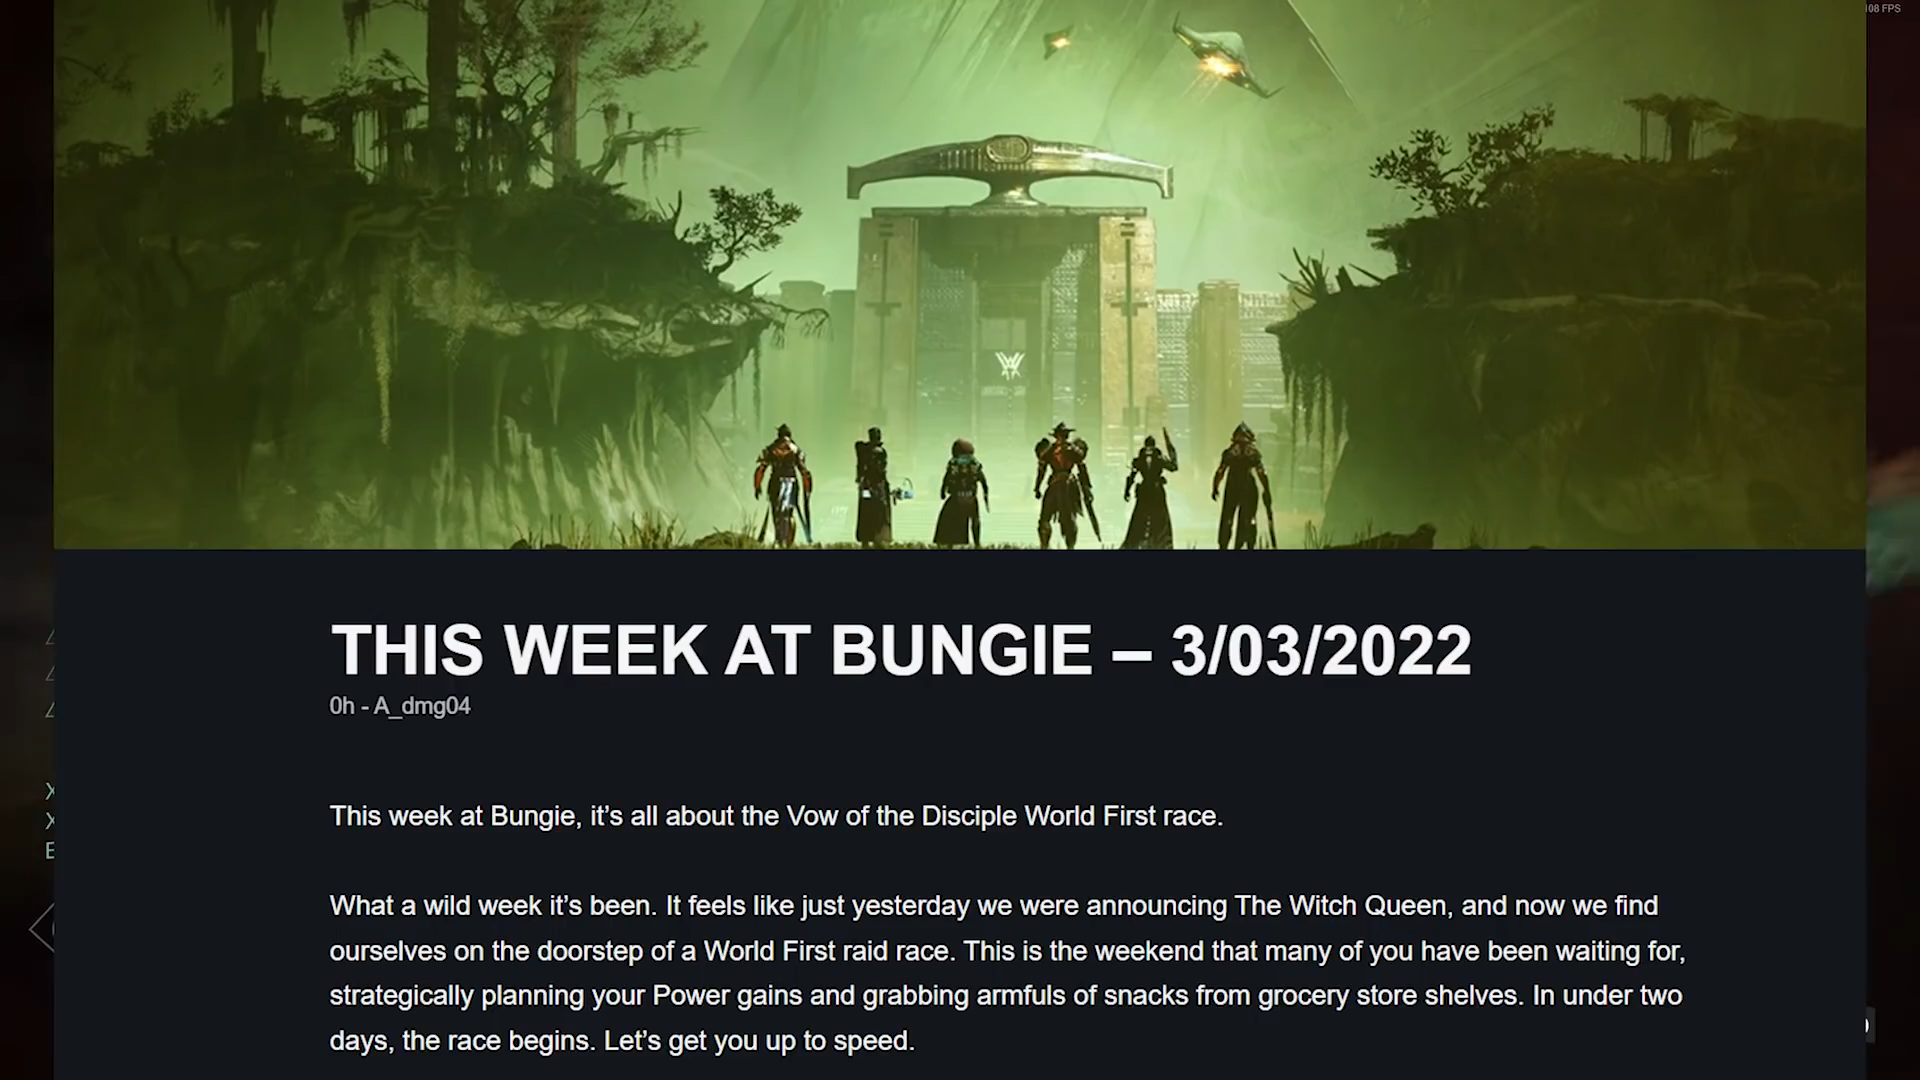 108 FPS
THIS WEEK AT BUNGIE – 3/03/2022
0h - A_dmg04
This week at Bungie, it’s all about the Vow of the Disciple World First race.
What a wild week it’s been. It feels like just yesterday we were announcing The Witch Queen, and now we find
ourselves on the doorstep of a World First raid race. This is the weekend that many of you have been waiting for,
strategically planning your Power gains and grabbing armfuls of snacks from grocery store shelves. In under two
days, the race begins. Let’s get you up to speed.